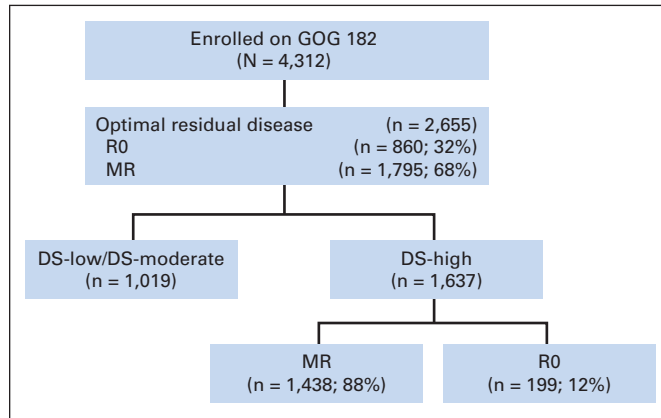 Enrolled on GOG 182
(N = 4,312)
Optimal residual disease (n = 2,655)
R0 (n = 860; 32%)
MR (n = 1,795; 68%)
DS-low/DS-moderate
(n = 1,019)
DS-high
(n = 1,637)
MR
(n = 1,438; 88%)
R0
(n = 199; 12%)